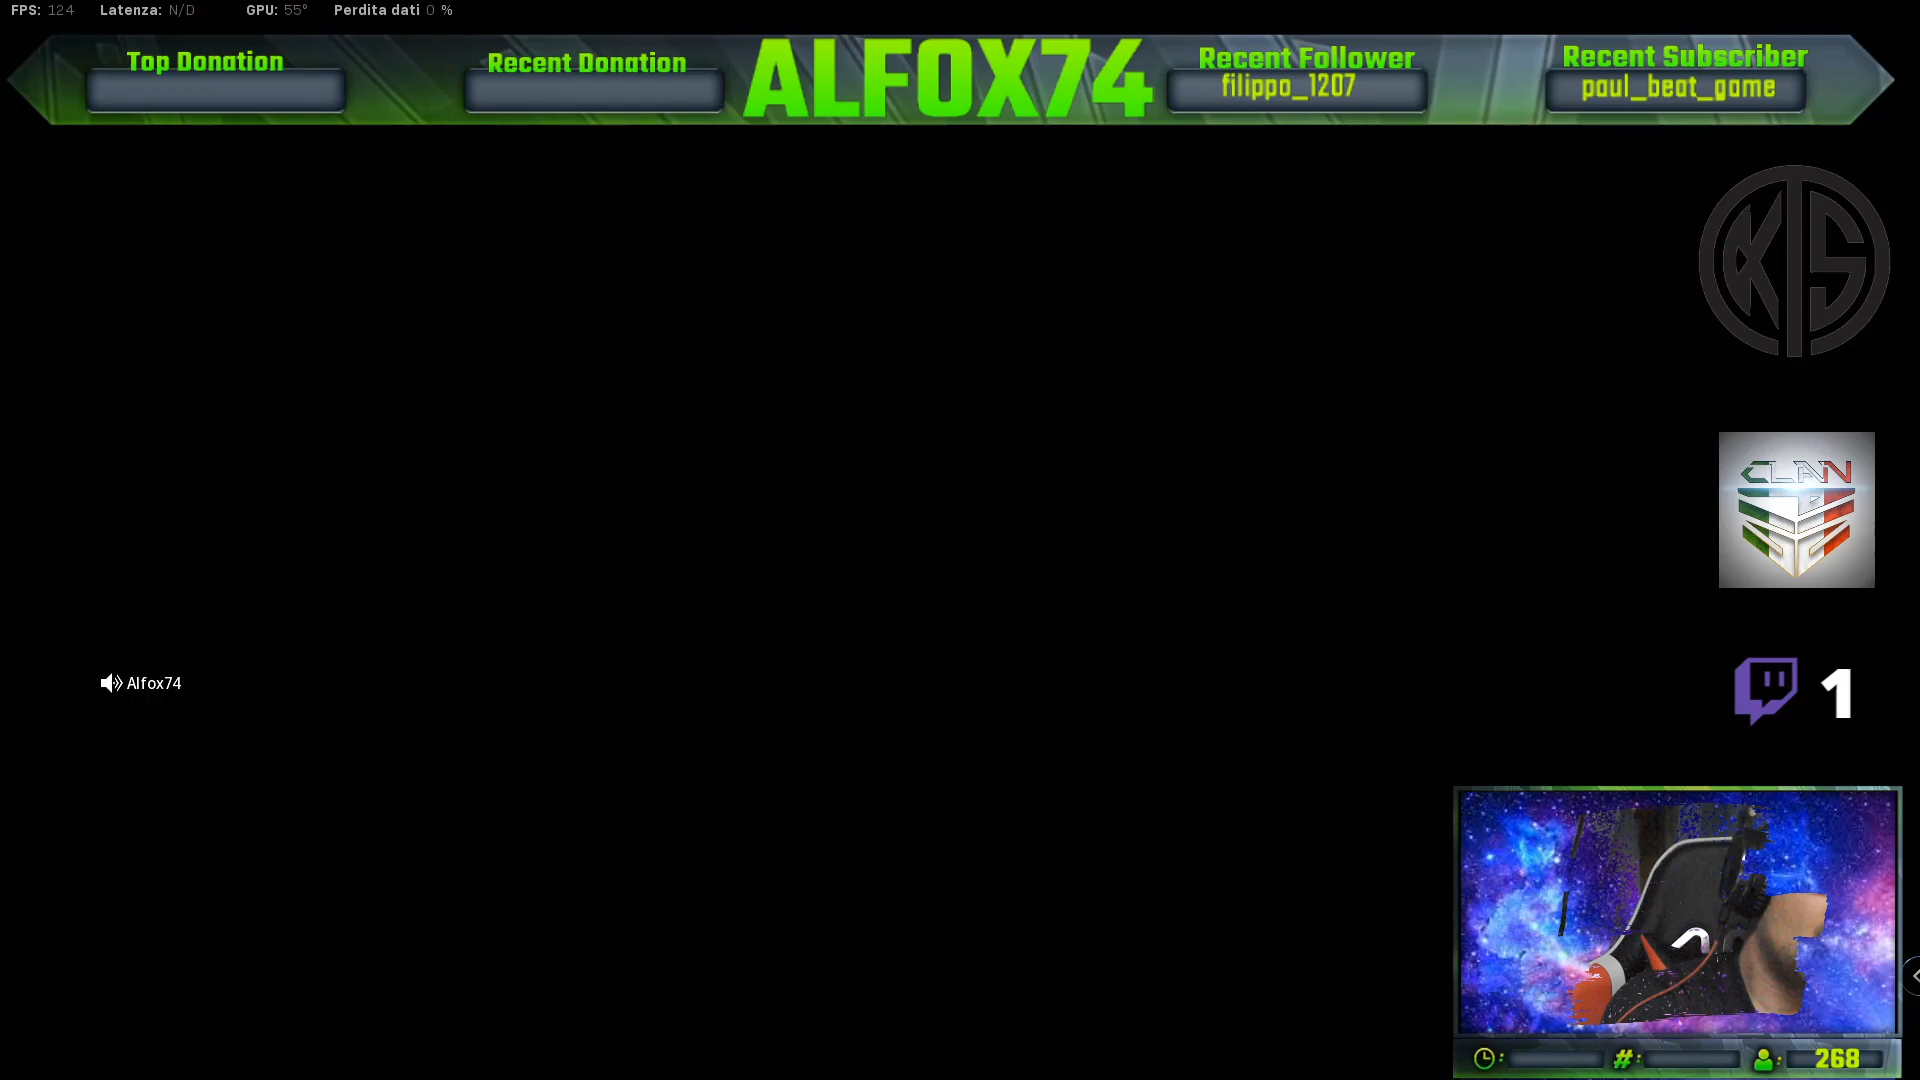 FPS: 124 Latenza: N/D GPU: 55° Perdita dati 0 %
Top Donation
Recent Donation
ALFOX74
Recent Follower
filippo_1207
Recent Subscriber
paul_beat_game
KIS
CLAN
Alfox74
1
#:
268